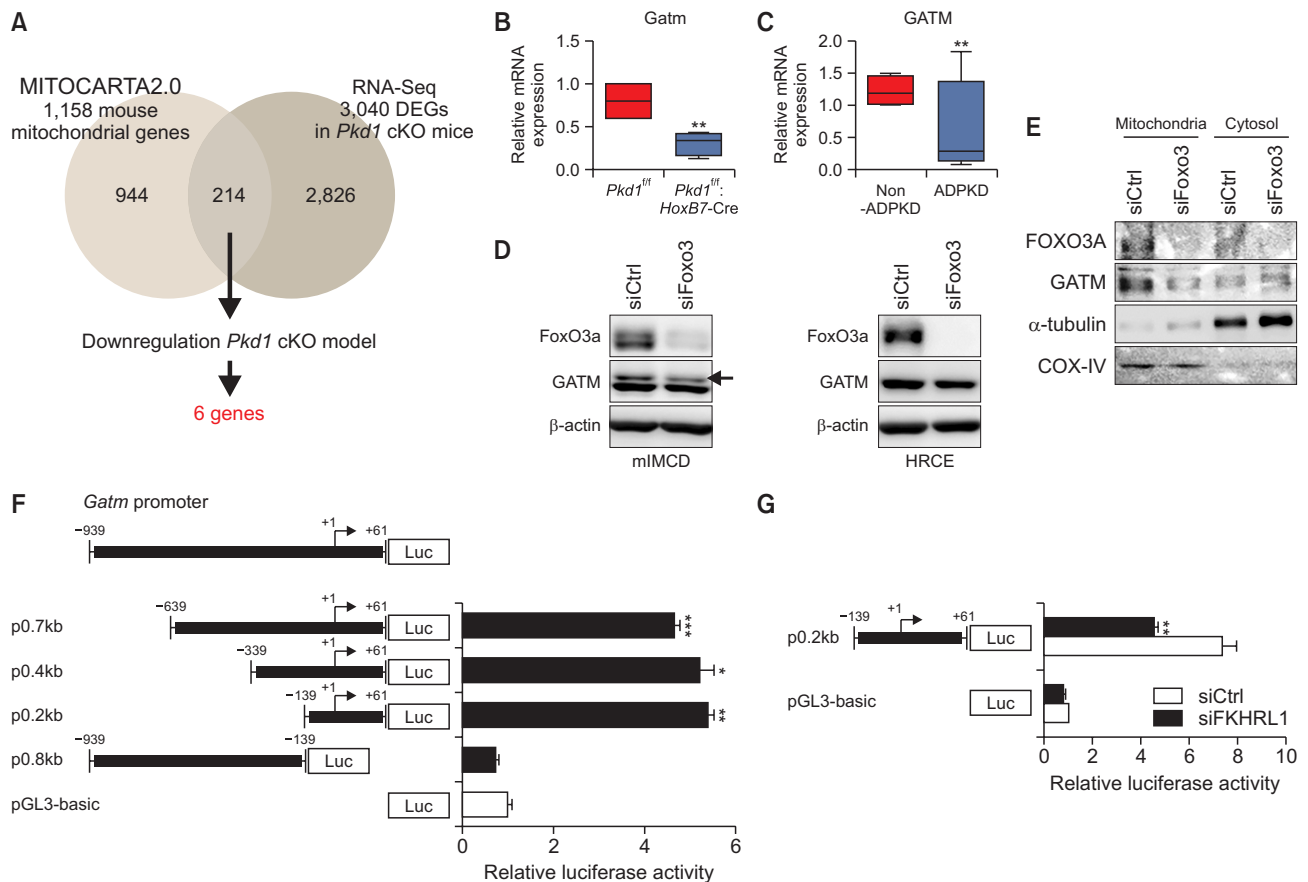 A
MITOCARTA2.0
1,158 mouse
mitochondrial genes
RNA-Seq
3,040 DEGs
in Pkd1 cKO mice
944
214
2,826
Downregulation Pkd1 cKO model
6 genes
B
Gatm
Relative mRNA
expression
1.5
1.0
0.5
0.0
**
Pkd1f/f
Pkd1f/f:
HoxB7-Cre
C
GATM
Relative mRNA
expression
2.0
1.5
1.0
0.5
0.0
**
Non
-ADPKD
ADPKD
D
siCtrl
siFoxo3
FoxO3a
GATM
β-actin
mIMCD
siCtrl
siFoxo3
FoxO3a
GATM
β-actin
HRCE
E
Mitochondria
Cytosol
siCtrl
siFoxo3
siCtrl
siFoxo3
FOXO3A
GATM
α-tubulin
COX-IV
F
Gatm promoter
−939
+1
+61
Luc
p0.7kb
−639
+1
+61
Luc
***
p0.4kb
−339
+1
+61
Luc
*
p0.2kb
−139
+1
+61
Luc
**
p0.8kb
−939
−139
Luc
pGL3-basic
Luc
0
2
4
6
Relative luciferase activity
G
p0.2kb
−139
+1
+61
Luc
**
pGL3-basic
Luc
siCtrl
siFKHRL1
0
2
4
6
8
10
Relative luciferase activity